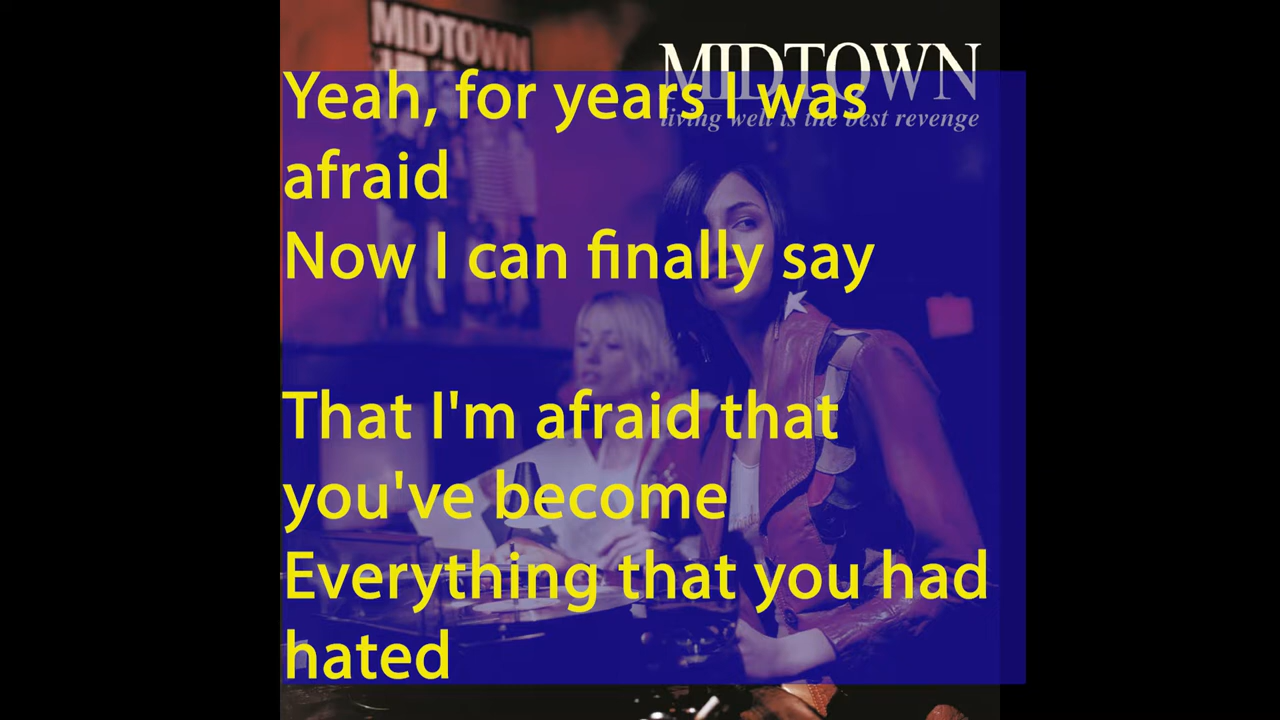 MIDTOWN
MIDTOWN
living well is the best revenge
Yeah, for years I was
afraid
Now I can finally say
That I'm afraid that
you've become
Everything that you had
hated